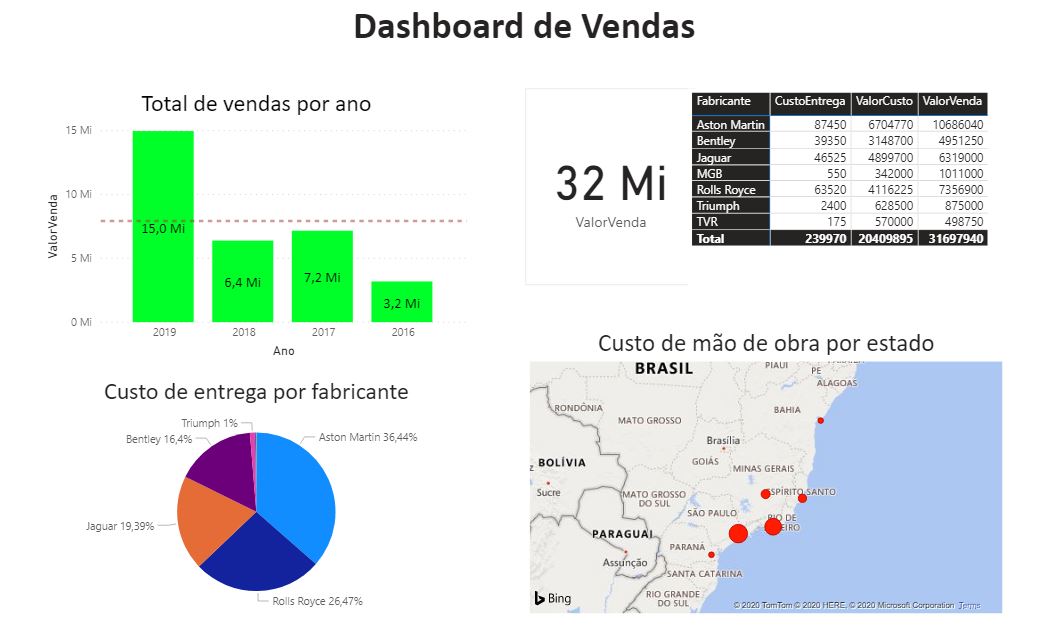 Dashboard de Vendas
Total de vendas por ano
15 Mi
10 Mi
5 Mi
0 Mi
ValorVenda
15,0 Mi
6,4 Mi
7,2 Mi
3,2 Mi
2019 2018 2017 2016
Ano
32 Mi
ValorVenda
Fabricante CustoEntrega ValorCusto ValorVenda
Aston Martin 87450 6704770 10686040
Bentley 39350 3148700 4951250
Jaguar 46525 4899700 6319000
MGB 550 342000 1011000
Rolls Royce 63520 4116225 7356900
Triumph 2400 628500 875000
TVR 175 570000 498750
Total 239970 20409895 31697940
Custo de entrega por fabricante
Triumph 1%
Bentley 16,4%
Aston Martin 36,44%
Jaguar 19,39%
Rolls Royce 26,47%
Custo de mão de obra por estado
BRASIL
PIAUÍ
PE
ALAGOAS
RONDÔNIA
MATO GROSSO
BAHIA
Brasília
GOIÁS
MINAS GERAIS
BOLÍVIA
Sucre
MATO GROSSO
DO SUL
ESPÍRITO SANTO
SÃO PAULO
RIO DE
JANEIRO
PARAGUAI
PARANÁ
Assunção
SANTA CATARINA
RIO GRANDE
DO SUL
Bing
© 2020 TomTom © 2020 HERE, © 2020 Microsoft Corporation Terms